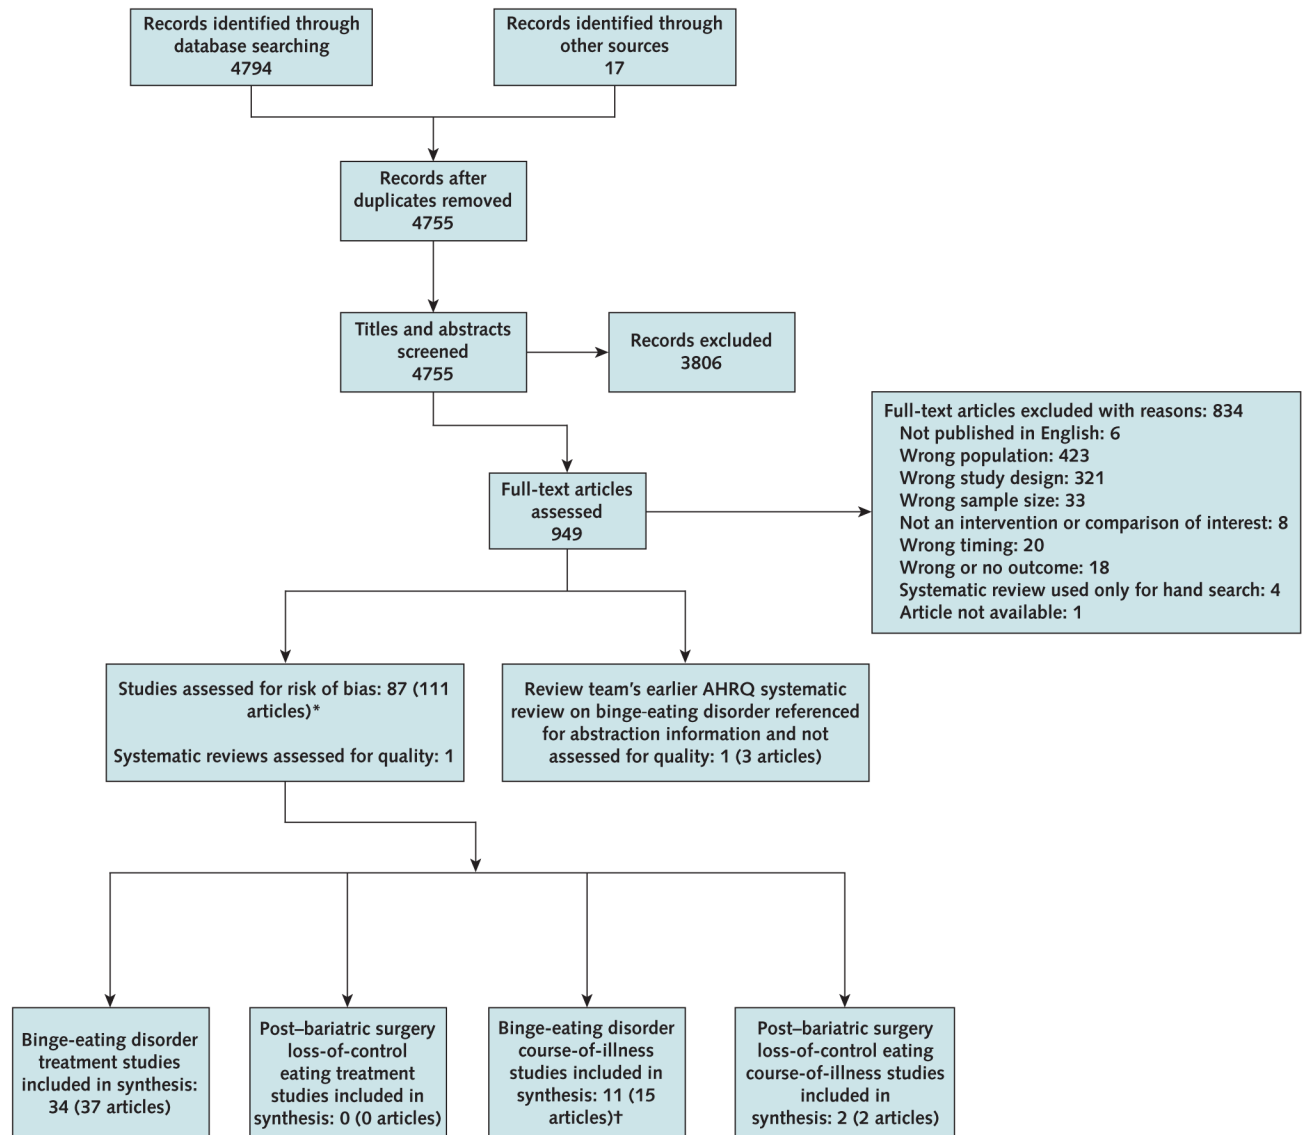 Records identified through
database searching
4794
Records identified through
other sources
17
Records after
duplicates removed
4755
Titles and abstracts
screened
4755
Records excluded
3806
Full-text articles excluded with reasons: 834
Not published in English: 6
Wrong population: 423
Wrong study design: 321
Wrong sample size: 33
Not an intervention or comparison of interest: 8
Wrong timing: 20
Wrong or no outcome: 18
Systematic review used only for hand search: 4
Article not available: 1
Full-text articles
assessed
949
Studies assessed for risk of bias: 87 (111
articles)*
Systematic reviews assessed for quality: 1
Review team's earlier AHRQ systematic
review on binge-eating disorder referenced
for abstraction information and not
assessed for quality: 1 (3 articles)
Binge-eating disorder
treatment studies
included in synthesis:
34 (37 articles)
Post–bariatric surgery
loss-of-control
eating treatment
studies included in
synthesis: 0 (0 articles)
Binge-eating disorder
course-of-illness
studies included in
synthesis: 11 (15
articles)†
Post–bariatric surgery
loss-of-control eating
course-of-illness studies
included in
synthesis: 2 (2 articles)